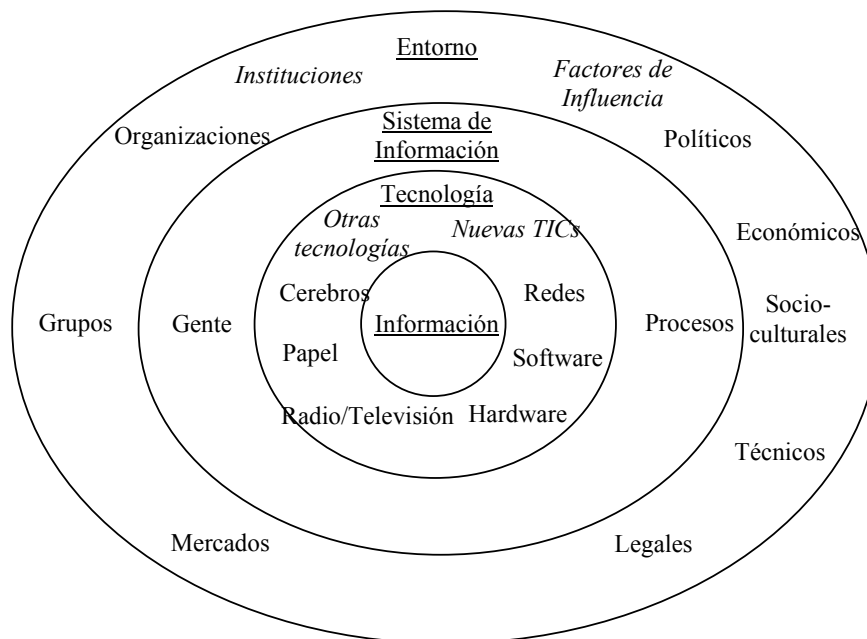 Entorno
Instituciones
Factores de
Influencia
Organizaciones
Políticos
Sistema de
Información
Tecnología
Otras
tecnologías
Nuevas TICs
Económicos
Cerebros
Redes
Grupos
Gente
Información
Procesos
Socio-
culturales
Papel
Software
Radio/Televisión
Hardware
Técnicos
Mercados
Legales